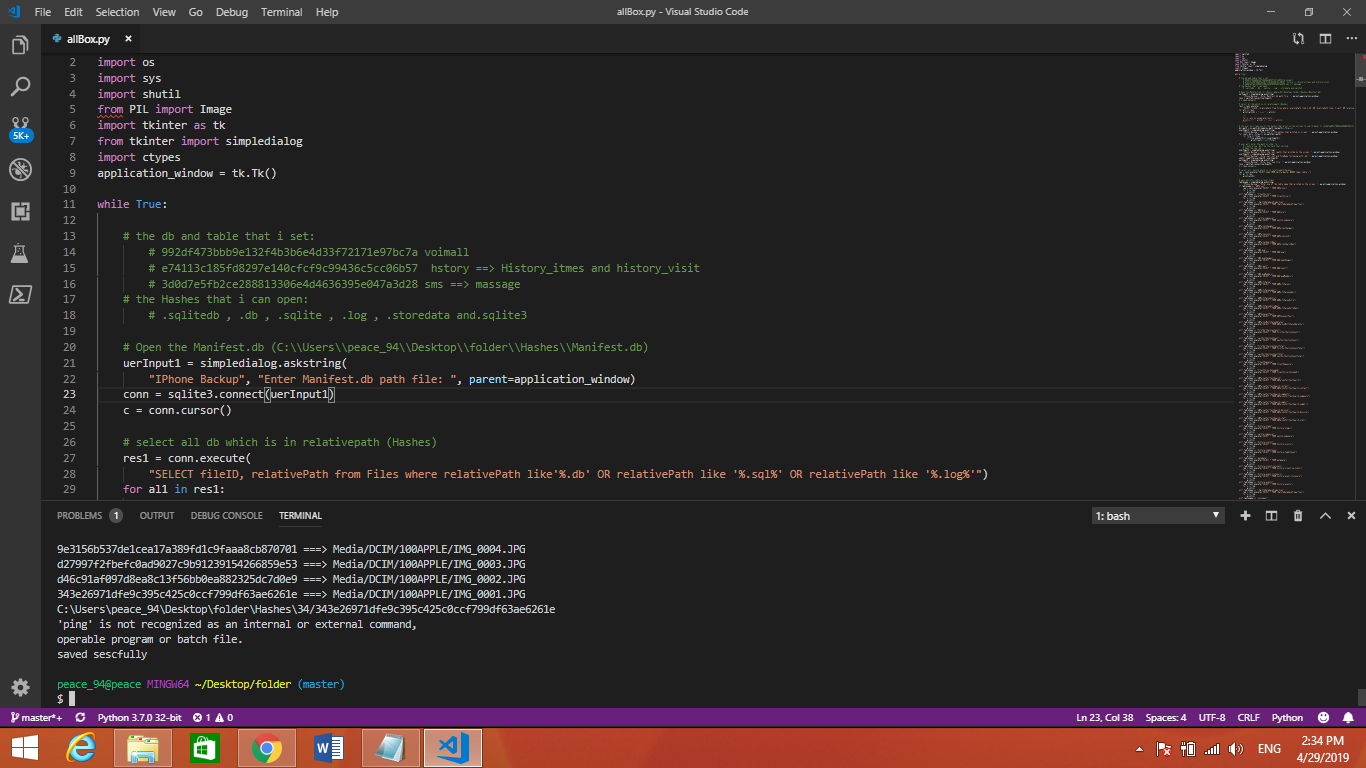 File Edit Selection View Go Debug Terminal Help
allBox.py - Visual Studio Code
allBox.py
2 import os
3 import sys
4 import shutil
5 from PIL import Image
6 import tkinter as tk
7 from tkinter import simpledialog
8 import ctypes
9 application_window = tk.Tk()
10
11 while True:
12
13 # the db and table that i set:
14 # 992df473bbb9e132f4b3b6e4d33f72171e97bc7a voimall
15 # e74113c185fd8297e140cfcf9c99436c5cc06b57 hstory ==> History_itmes and history_visit
16 # 3d0d7e5fb2ce288813306e4d4636395e047a3d28 sms ==> massage
17 # the Hashes that i can open:
18 # .sqlitedb , .db , .sqlite , .log , .storedata and.sqlite3
19
20 # Open the Manifest.db (C:\\Users\\peace_94\\Desktop\\folder\\Hashes\\Manifest.db)
21 uerInput1 = simpledialog.askstring(
22 "IPhone Backup", "Enter Manifest.db path file: ", parent=application_window)
23 conn = sqlite3.connect(uerInput1)
24 c = conn.cursor()
25
26 # select all db which is in relativepath (Hashes)
27 res1 = conn.execute(
28 "SELECT fileID, relativePath from Files where relativePath like'%.db' OR relativePath like '%.sql%' OR relativePath like '%.log%'")
29 for all in res1:
5K+
PROBLEMS 1 OUTPUT DEBUG CONSOLE TERMINAL
1: bash
9e3156b537de1cea17a389fd1c9faaa8cb870701 ===> Media/DCIM/100APPLE/IMG_0004.JPG
d27997f2fbefc0ad9027c9b91239154266859e53 ===> Media/DCIM/100APPLE/IMG_0003.JPG
d46c91af097d8ea8c13f56bb0ea882325dc7d0e9 ===> Media/DCIM/100APPLE/IMG_0002.JPG
343e26971dfe9c395c425c0ccf799df63ae6261e ===> Media/DCIM/100APPLE/IMG_0001.JPG
C:\Users\peace_94\Desktop\folder\Hashes\34/343e26971dfe9c395c425c0ccf799df63ae6261e
'ping' is not recognized as an internal or external command,
operable program or batch file.
saved sescfully
peace_94@peace MINGW64 ~/Desktop/folder (master)
$
master*+ Python 3.7.0 32-bit 1 0
Ln 23, Col 38 Spaces: 4 UTF-8 CRLF Python
ENG
2:34 PM
4/29/2019